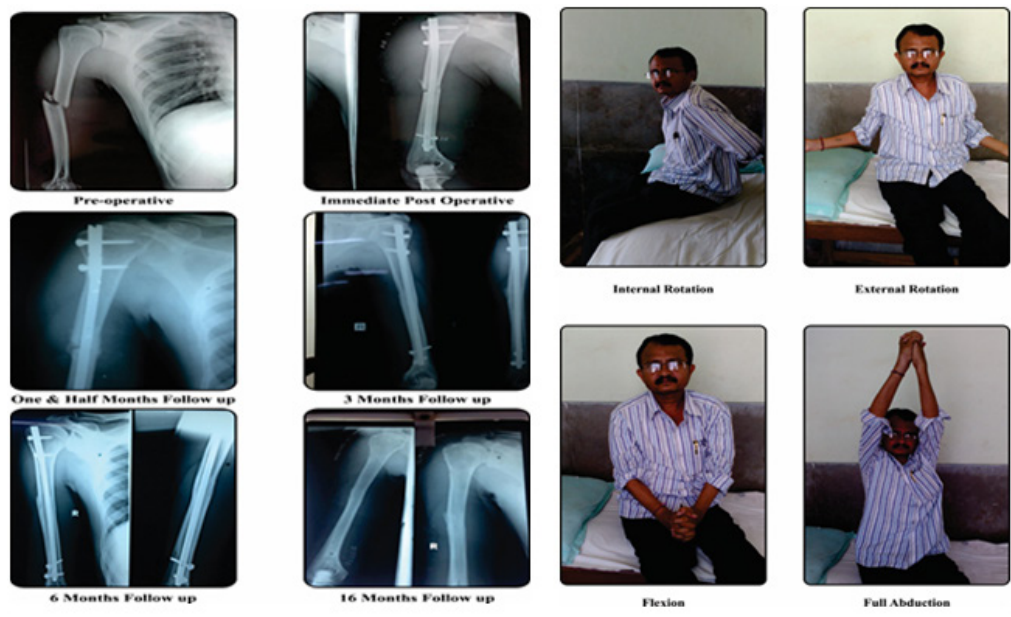 Pre-operative
Immediate Post Operative
One & Half Months Follow up
3 Months Follow up
6 Months Follow up
16 Months Follow up
Internal Rotation
External Rotation
Flexion
Full Abduction